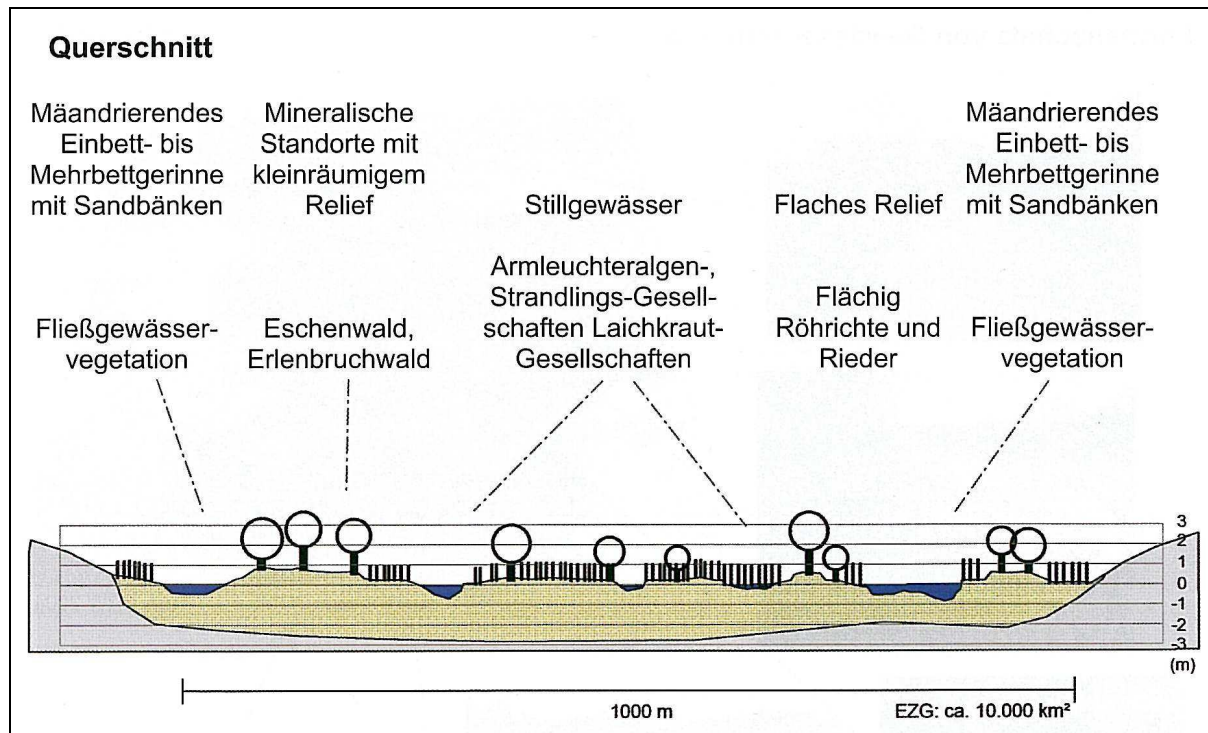 Querschnitt
Mäandrierendes
Einbett- bis
Mehrbettgerinne
mit Sandbänken
Mineralische
Standorte mit
kleinräumigem
Relief
Stillgewässer
Flaches Relief
Mäandrierendes
Einbett- bis
Mehrbettgerinne
mit Sandbänken
Fließgewässer-
vegetation
Eschenwald,
Erlenbruchwald
Armleuchteralgen-,
Strandlings-Gesell-
schaften Laichkraut-
Gesellschaften
Flächig
Röhrichte und
Rieder
Fließgewässer-
vegetation
3
2
1
0
-1
-2
-3
(m)
1000 m
EZG: ca. 10.000 km²